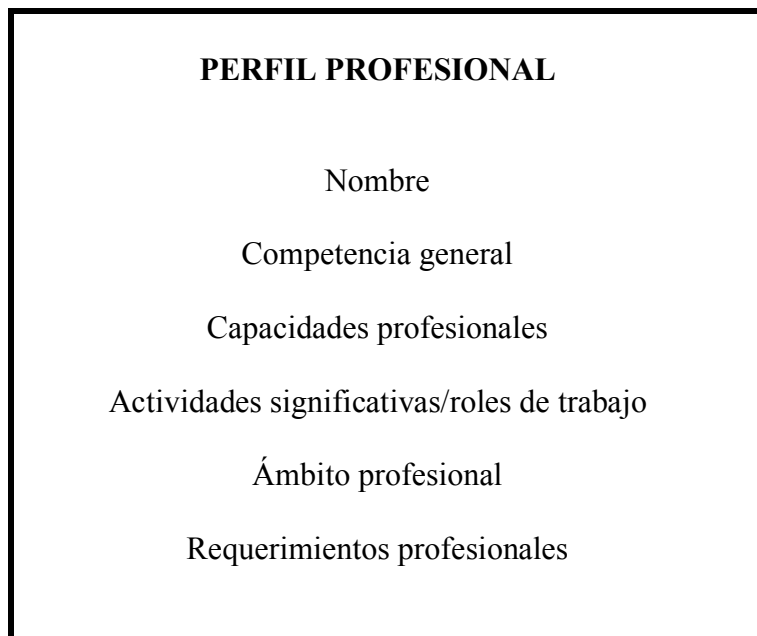 PERFIL PROFESIONAL
Nombre
Competencia general
Capacidades profesionales
Actividades significativas/roles de trabajo
Ámbito profesional
Requerimientos profesionales